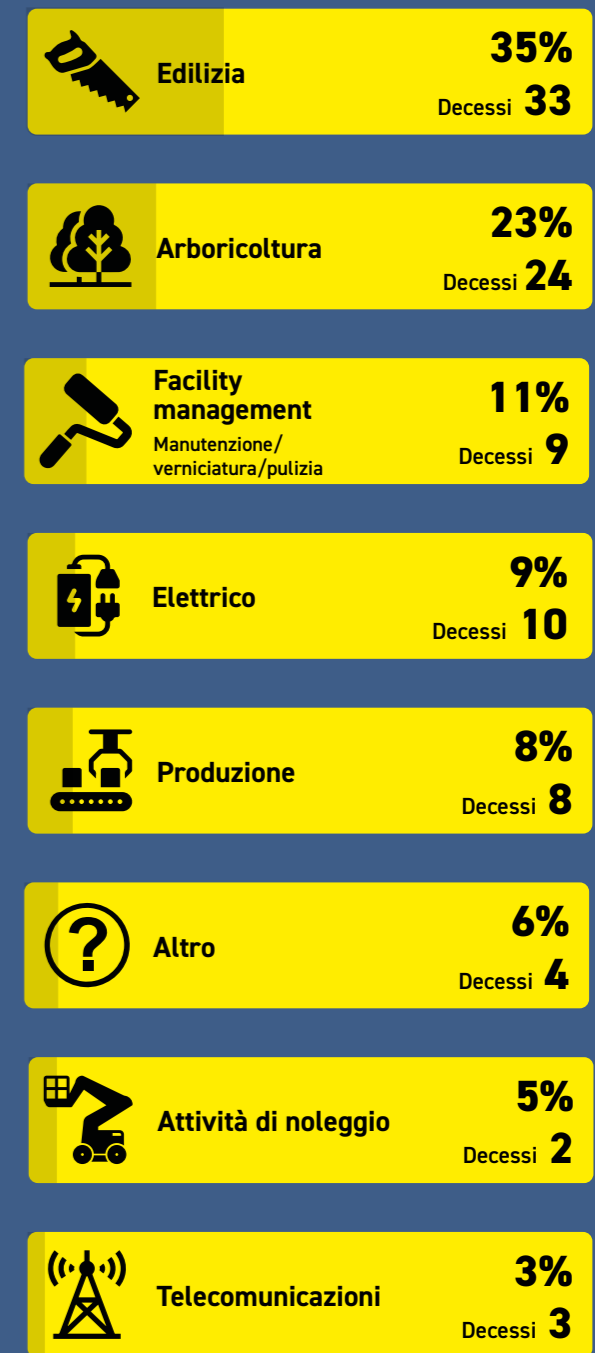 Edilizia
35%
Decessi 33
Arboricoltura
23%
Decessi 24
Facility
management
Manutenzione/
verniciatura/pulizia
11%
Decessi 9
Elettrico
9%
Decessi 10
Produzione
8%
Decessi 8
?
Altro
6%
Decessi 4
Attività di noleggio
5%
Decessi 2
Telecomunicazioni
3%
Decessi 3